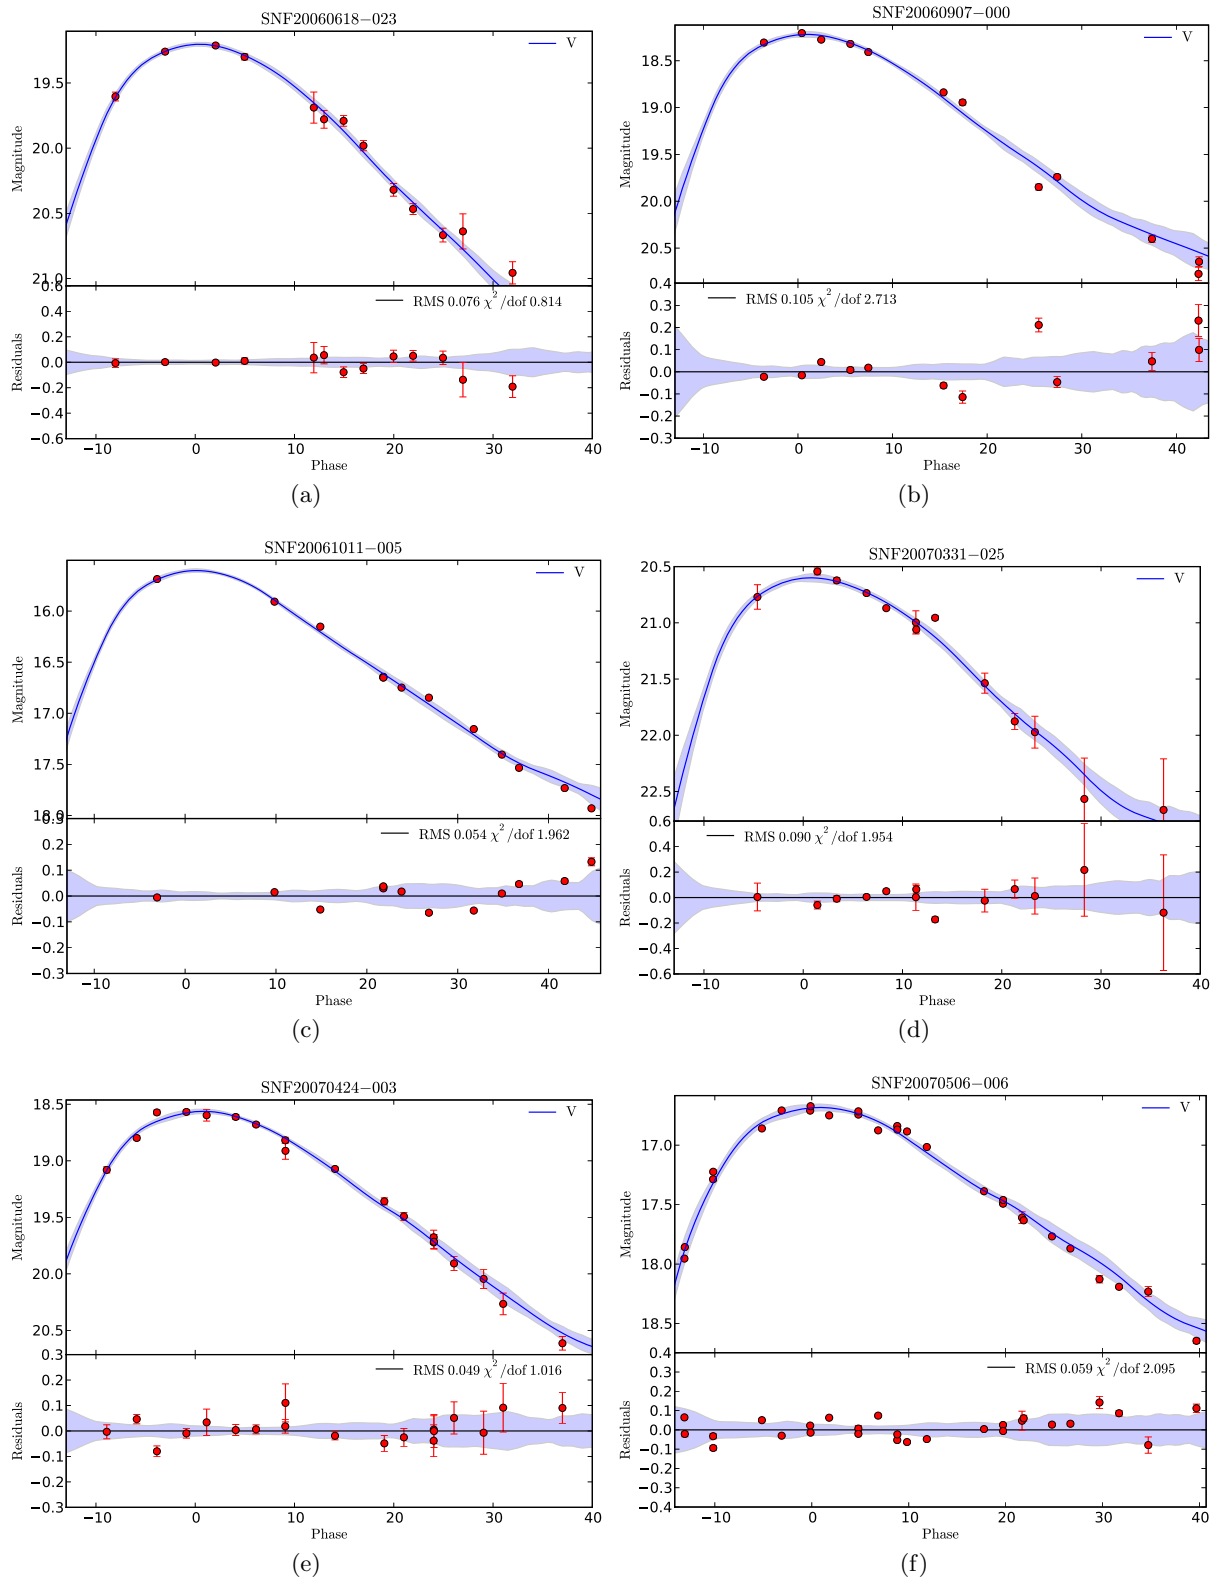 SNF20060618−023
V
19.5
20.0
20.5
21.0
Magnitude
0.6
RMS 0.076 χ² /dof 0.814
0.4
0.2
0.0
−0.2
−0.4
−0.6
Residuals
−10 0 10 20 30 40
Phase
(a)
SNF20060907−000
V
18.5
19.0
19.5
20.0
20.5
Magnitude
0.4
RMS 0.105 χ² /dof 2.713
0.3
0.2
0.1
0.0
−0.1
−0.2
−0.3
Residuals
−10 0 10 20 30 40
Phase
(b)
SNF20061011−005
V
16.0
16.5
17.0
17.5
18.0
Magnitude
0.3
RMS 0.054 χ² /dof 1.962
0.2
0.1
0.0
−0.1
−0.2
−0.3
Residuals
−10 0 10 20 30 40
Phase
(c)
SNF20070331−025
V
20.5
21.0
21.5
22.0
22.5
Magnitude
0.6
RMS 0.090 χ² /dof 1.954
0.4
0.2
0.0
−0.2
−0.4
−0.6
Residuals
−10 0 10 20 30 40
Phase
(d)
SNF20070424−003
V
18.5
19.0
19.5
20.0
20.5
Magnitude
0.3
RMS 0.049 χ² /dof 1.016
0.2
0.1
0.0
−0.1
−0.2
−0.3
Residuals
−10 0 10 20 30 40
Phase
(e)
SNF20070506−006
V
17.0
17.5
18.0
18.5
Magnitude
0.4
RMS 0.059 χ² /dof 2.095
0.3
0.2
0.1
0.0
−0.1
−0.2
−0.3
−0.4
Residuals
−10 0 10 20 30 40
Phase
(f)